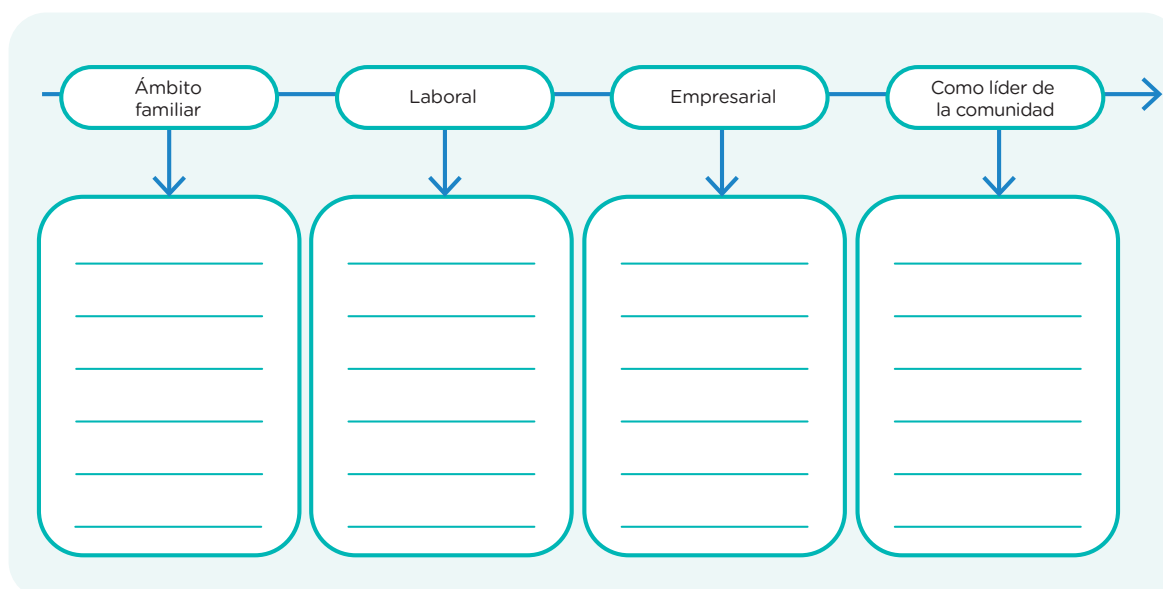 Ámbito
familiar
Laboral
Empresarial
Como líder de
la comunidad